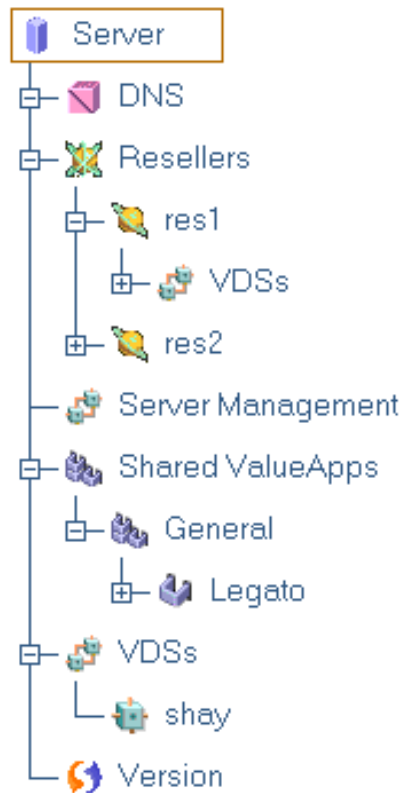 Server
DNS
Resellers
res1
VDSs
res2
Server Management
Shared ValueApps
General
Legato
VDSs
shay
Version